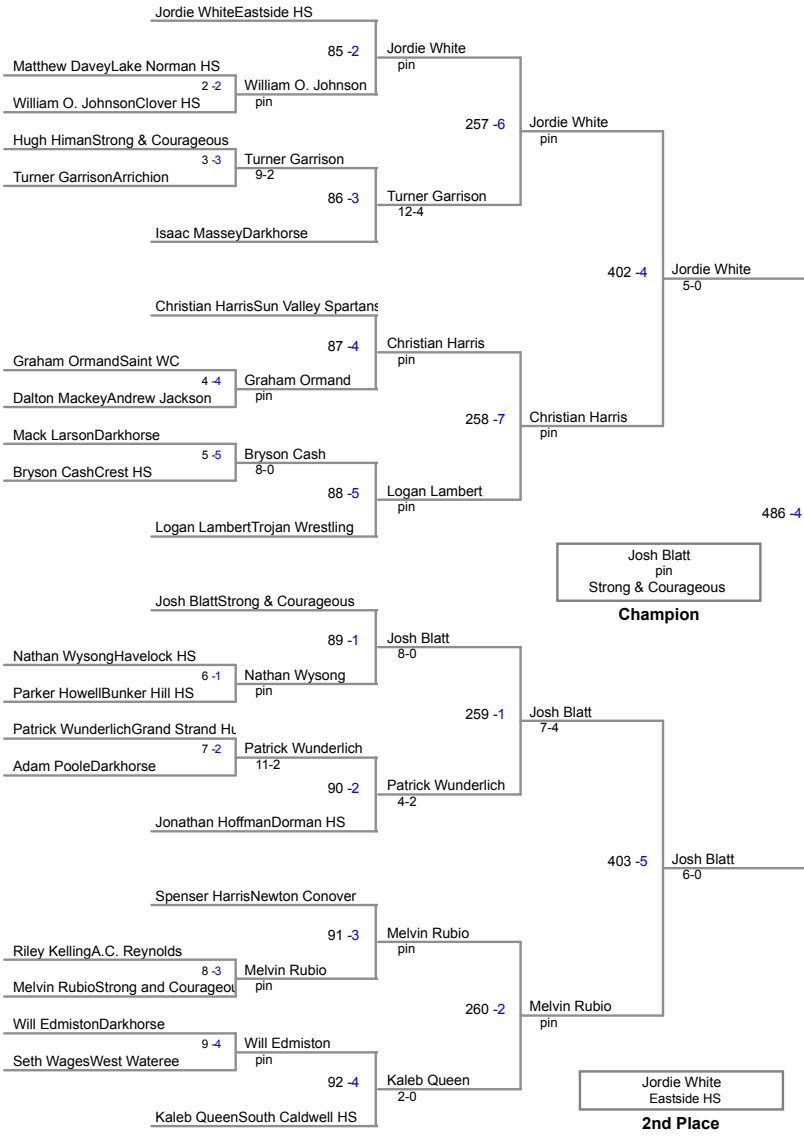 Jordie WhiteEastside HS
85 -2
Jordie White
pin
Matthew DaveyLake Norman HS
2 -2
William O. Johnson
pin
William O. JohnsonClover HS
257 -6
Jordie White
pin
Hugh HimanStrong & Courageous
3 -3
Turner Garrison
9-2
Turner GarrisonArrichion
86 -3
Turner Garrison
12-4
Isaac MasseyDarkhorse
402 -4
Jordie White
5-0
Christian HarrisSun Valley Spartans
87 -4
Christian Harris
pin
Graham OrmandSaint WC
4 -4
Graham Ormand
pin
Dalton MackeyAndrew Jackson
258 -7
Christian Harris
pin
Mack LarsonDarkhorse
5 -5
Bryson Cash
8-0
Bryson CashCrest HS
88 -5
Logan Lambert
pin
Logan LambertTrojan Wrestling
486 -4
Josh Blatt
pin
Strong & Courageous
Champion
Josh BlattStrong & Courageous
89 -1
Josh Blatt
8-0
Nathan WysongHavelock HS
6 -1
Nathan Wysong
pin
Parker HowellBunker Hill HS
259 -1
Josh Blatt
7-4
Patrick WunderlichGrand Strand Hu
7 -2
Patrick Wunderlich
11-2
Adam PooleDarkhorse
90 -2
Patrick Wunderlich
4-2
Jonathan HoffmanDorman HS
403 -5
Josh Blatt
6-0
Spenser HarrisNewton Conover
91 -3
Melvin Rubio
pin
Riley KellingA.C. Reynolds
8 -3
Melvin Rubio
pin
Melvin RubioStrong and Courageou
260 -2
Melvin Rubio
pin
Will EdmistonDarkhorse
9 -4
Will Edmiston
pin
Seth WagesWest Wateree
92 -4
Kaleb Queen
2-0
Kaleb QueenSouth Caldwell HS
Jordie White
Eastside HS
2nd Place